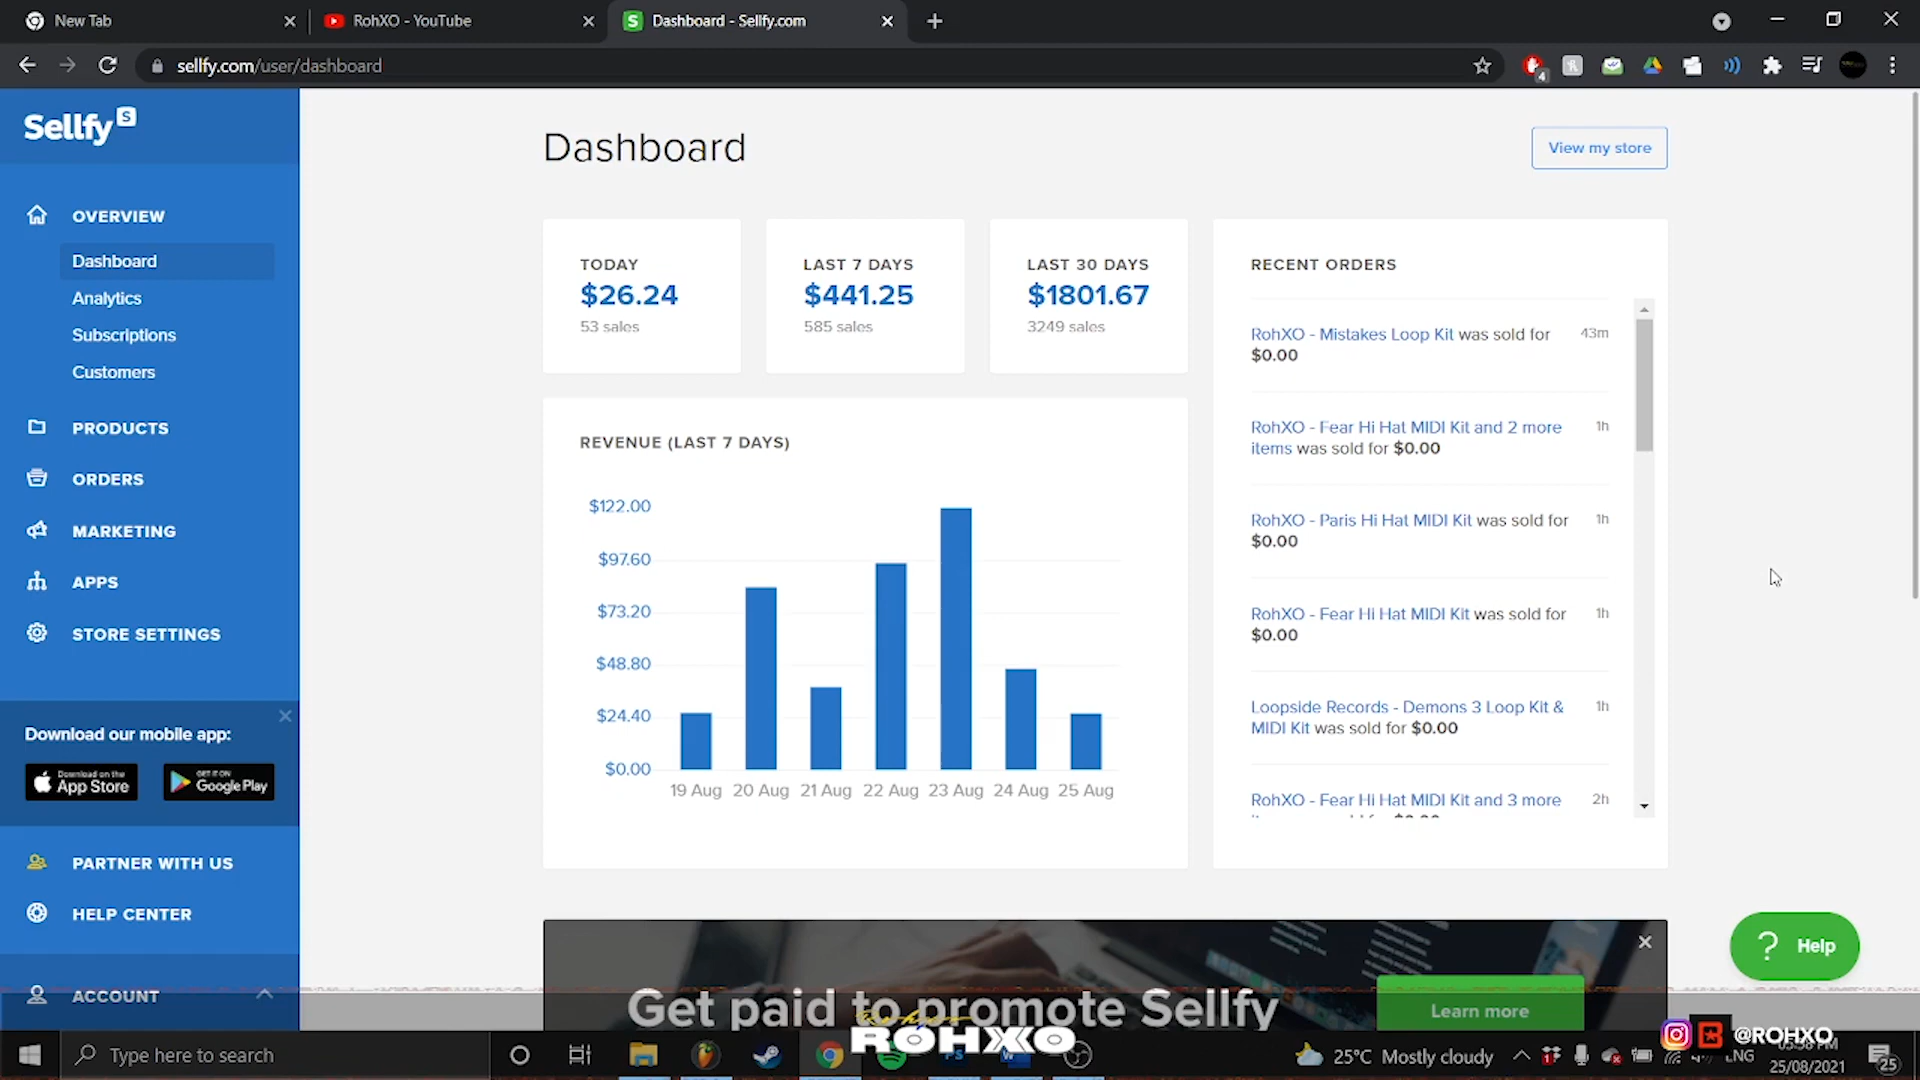 New Tab
RohXO - YouTube
Dashboard - Sellfy.com
sellfy.com/user/dashboard
4
Sellfy S
OVERVIEW
Dashboard
Analytics
Subscriptions
Customers
PRODUCTS
ORDERS
MARKETING
APPS
STORE SETTINGS
Download our mobile app:
Download on the
App Store
GET IT ON
Google Play
PARTNER WITH US
HELP CENTER
ACCOUNT
Dashboard
View my store
TODAY
$26.24
53 sales
LAST 7 DAYS
$441.25
585 sales
LAST 30 DAYS
$1801.67
3249 sales
REVENUE (LAST 7 DAYS)
$122.00
$97.60
$73.20
$48.80
$24.40
$0.00
19 Aug 20 Aug 21 Aug 22 Aug 23 Aug 24 Aug 25 Aug
RECENT ORDERS
RohXO - Mistakes Loop Kit was sold for 43m
$0.00
RohXO - Fear Hi Hat MIDI Kit and 2 more 1h
items was sold for $0.00
RohXO - Paris Hi Hat MIDI Kit was sold for 1h
$0.00
RohXO - Fear Hi Hat MIDI Kit was sold for 1h
$0.00
Loopside Records - Demons 3 Loop Kit & 1h
MIDI Kit was sold for $0.00
RohXO - Fear Hi Hat MIDI Kit and 3 more 2h
Get paid to promote Sellfy
Learn more
? Help
ROHXO
@ROHXO
Type here to search
25°C Mostly cloudy
ENG
25/08/2021
25